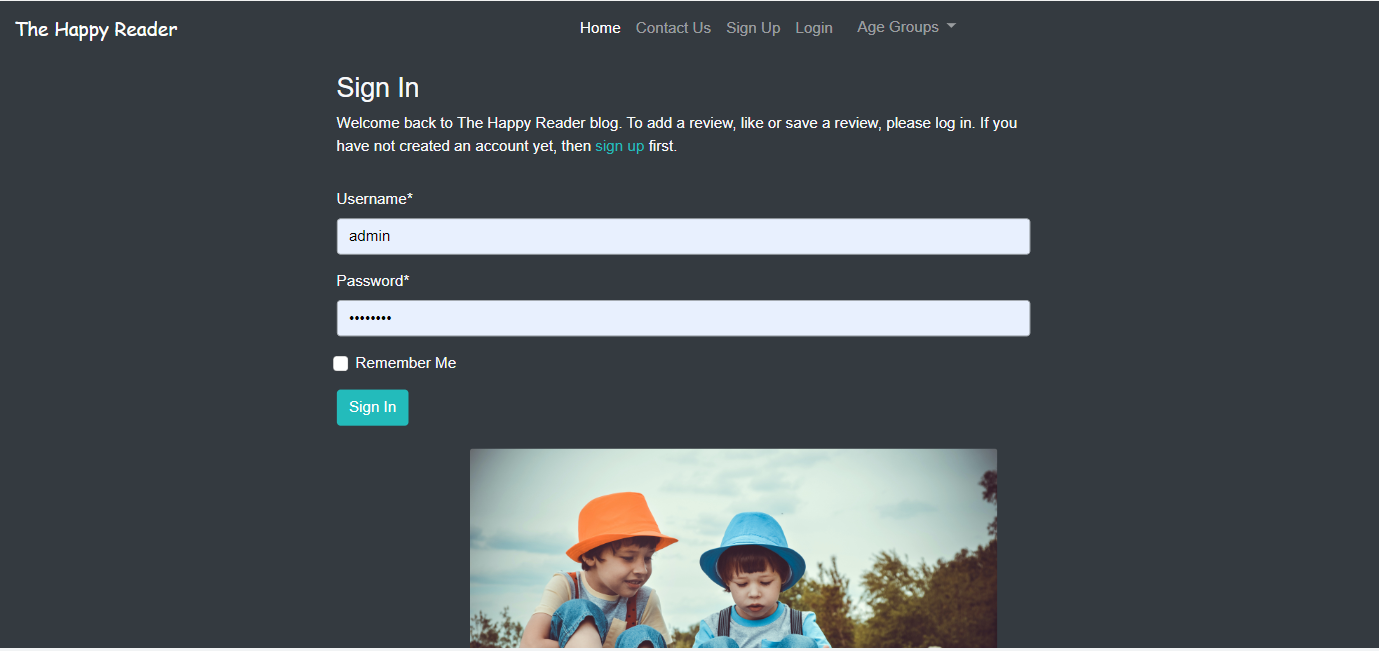 The Happy Reader
Home Contact Us Sign Up Login Age Groups
Sign In
Welcome back to The Happy Reader blog. To add a review, like or save a review, please log in. If you
have not created an account yet, then sign up first.
Username*
admin
Password*
••••••••
Remember Me
Sign In